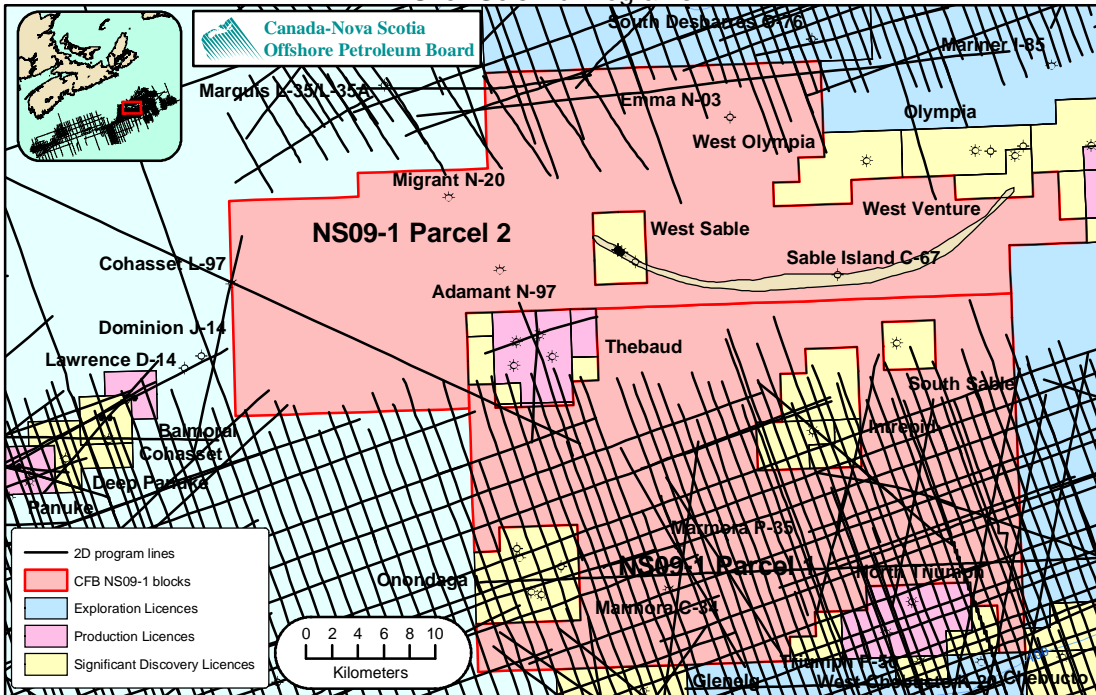 Canada-Nova Scotia
Offshore Petroleum Board
South Desbarres O-76
Mariner I-85
Marquis L-35/L-35A
Emma N-03
Olympia
West Olympia
Migrant N-20
West Venture
NS09-1 Parcel 2
West Sable
Sable Island C-67
Cohasset L-97
Adamant N-97
Dominion J-14
Thebaud
Lawrence D-14
South Sable
Intrepid
Balmoral
Cohasset
Deep Panuke
Panuke
Marmora P-35
NS09-1 Parcel 1
North Triumph
Onondaga
Marmora C-34
Triumph P-50
Glenelg
Chebucto
2D program lines
CFB NS09-1 blocks
Exploration Licences
Production Licences
Significant Discovery Licences
0 2 4 6 8 10
Kilometers